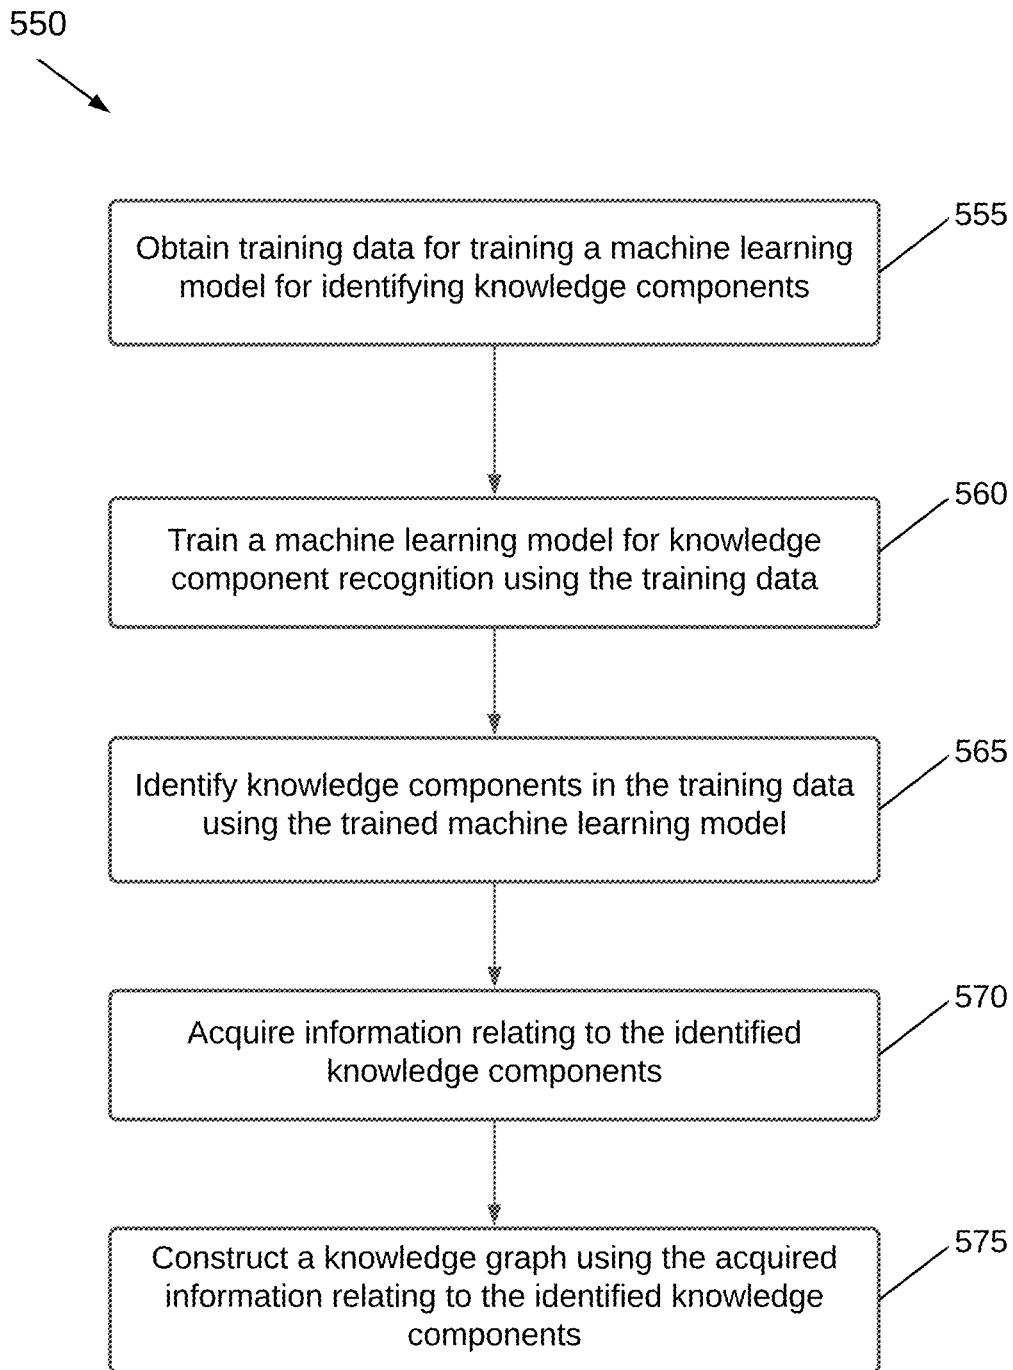 550
555
Obtain training data for training a machine learning
model for identifying knowledge components
560
Train a machine learning model for knowledge
component recognition using the training data
565
Identify knowledge components in the training data
using the trained machine learning model
570
Acquire information relating to the identified
knowledge components
575
Construct a knowledge graph using the acquired
information relating to the identified knowledge
components